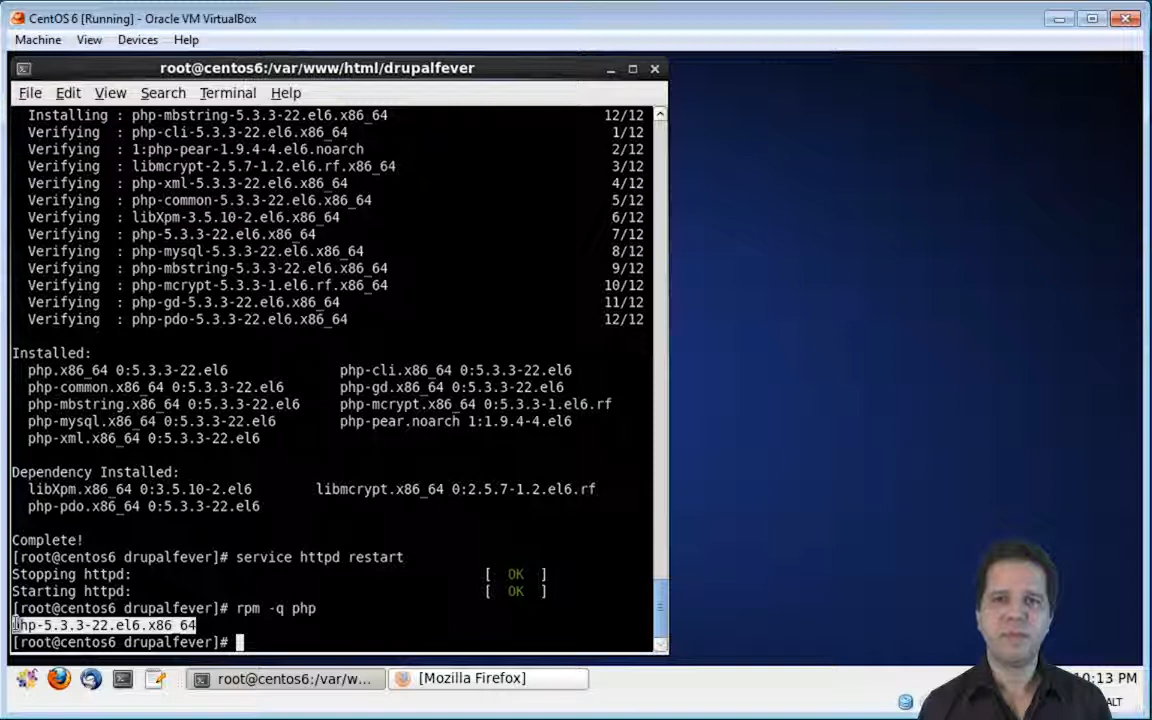 CentOS 6 [Running] - Oracle VM VirtualBox
Machine View Devices Help
root@centos6:/var/www/html/drupalfever
File Edit View Search Terminal Help
Installing : php-mbstring-5.3.3-22.el6.x86_64 12/12
Verifying : php-cli-5.3.3-22.el6.x86_64 1/12
Verifying : 1:php-pear-1.9.4-4.el6.noarch 2/12
Verifying : libmcrypt-2.5.7-1.2.el6.rf.x86_64 3/12
Verifying : php-xml-5.3.3-22.el6.x86_64 4/12
Verifying : php-common-5.3.3-22.el6.x86_64 5/12
Verifying : libXpm-3.5.10-2.el6.x86_64 6/12
Verifying : php-5.3.3-22.el6.x86_64 7/12
Verifying : php-mysql-5.3.3-22.el6.x86_64 8/12
Verifying : php-mbstring-5.3.3-22.el6.x86_64 9/12
Verifying : php-mcrypt-5.3.3-1.el6.rf.x86_64 10/12
Verifying : php-gd-5.3.3-22.el6.x86_64 11/12
Verifying : php-pdo-5.3.3-22.el6.x86_64 12/12
Installed:
php.x86_64 0:5.3.3-22.el6 php-cli.x86_64 0:5.3.3-22.el6
php-common.x86_64 0:5.3.3-22.el6 php-gd.x86_64 0:5.3.3-22.el6
php-mbstring.x86_64 0:5.3.3-22.el6 php-mcrypt.x86_64 0:5.3.3-1.el6.rf
php-mysql.x86_64 0:5.3.3-22.el6 php-pear.noarch 1:1.9.4-4.el6
php-xml.x86_64 0:5.3.3-22.el6
Dependency Installed:
libXpm.x86_64 0:3.5.10-2.el6 libmcrypt.x86_64 0:2.5.7-1.2.el6.rf
php-pdo.x86_64 0:5.3.3-22.el6
Complete!
[root@centos6 drupalfever]# service httpd restart
Stopping httpd: [ OK ]
Starting httpd: [ OK ]
[root@centos6 drupalfever]# rpm -q php
php-5.3.3-22.el6.x86_64
[root@centos6 drupalfever]#
root@centos6:/var/w... [Mozilla Firefox] 10:13 PM
ALT